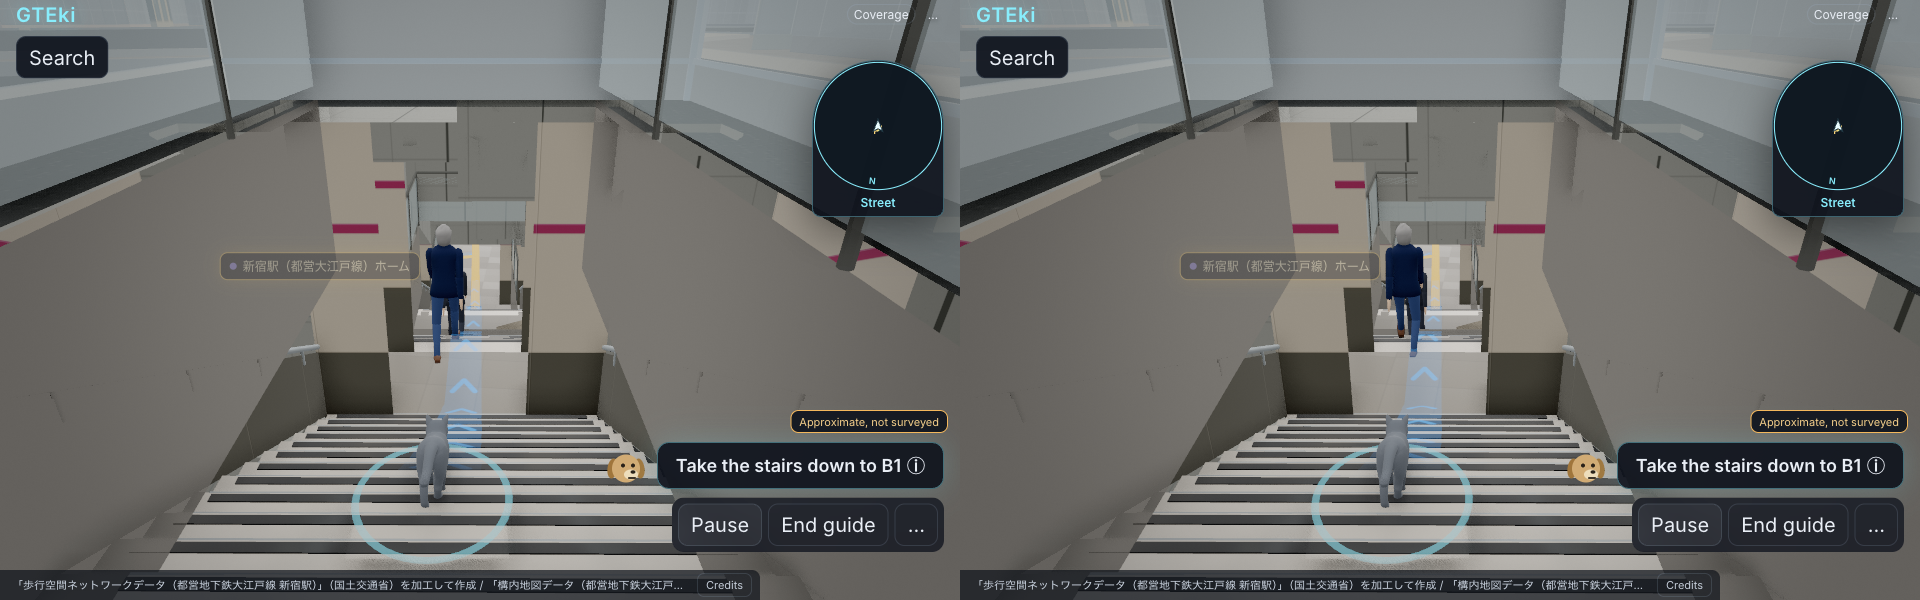 GTEki
Coverage
...
Search
N
Street
新宿駅（都営大江戸線）ホーム
Approximate, not surveyed
Take the stairs down to B1 ⓘ
Pause
End guide
...
「歩行空間ネットワークデータ（都営地下鉄大江戸線 新宿駅）」（国土交通省）を加工して作成 / 「構内地図データ（都営地下鉄大江戸...
Credits
GTEki
Coverage
...
Search
N
Street
新宿駅（都営大江戸線）ホーム
Approximate, not surveyed
Take the stairs down to B1 ⓘ
Pause
End guide
...
「歩行空間ネットワークデータ（都営地下鉄大江戸線 新宿駅）」（国土交通省）を加工して作成 / 「構内地図データ（都営地下鉄大江戸...
Credits